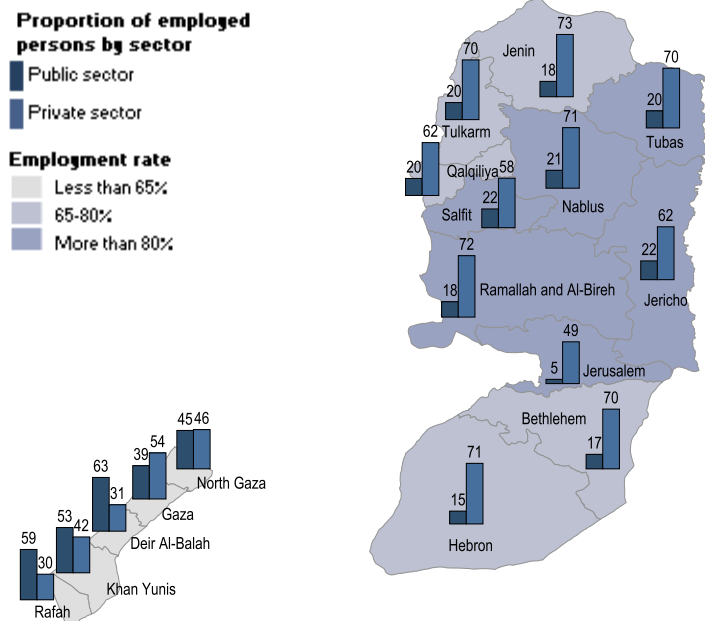 Proportion of employed
persons by sector
Public sector
Private sector
Employment rate
Less than 65%
65-80%
More than 80%
73
18
Jenin
70
20
Tulkarm
70
20
Tubas
71
21
Nablus
62
20
Qalqiliya
58
22
Salfit
62
22
Jericho
72
18
Ramallah and Al-Bireh
49
5
Jerusalem
70
17
Bethlehem
71
15
Hebron
45 46
North Gaza
39
54
Gaza
63
31
Deir Al-Balah
53
42
Khan Yunis
59
30
Rafah